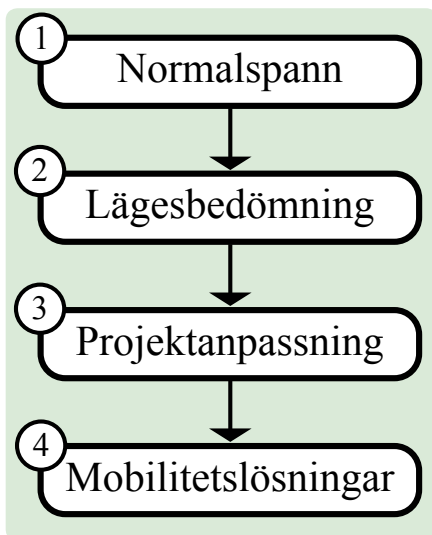 1
Normalspann
2
Lägesbedömning
3
Projektanpassning
4
Mobilitetslösningar